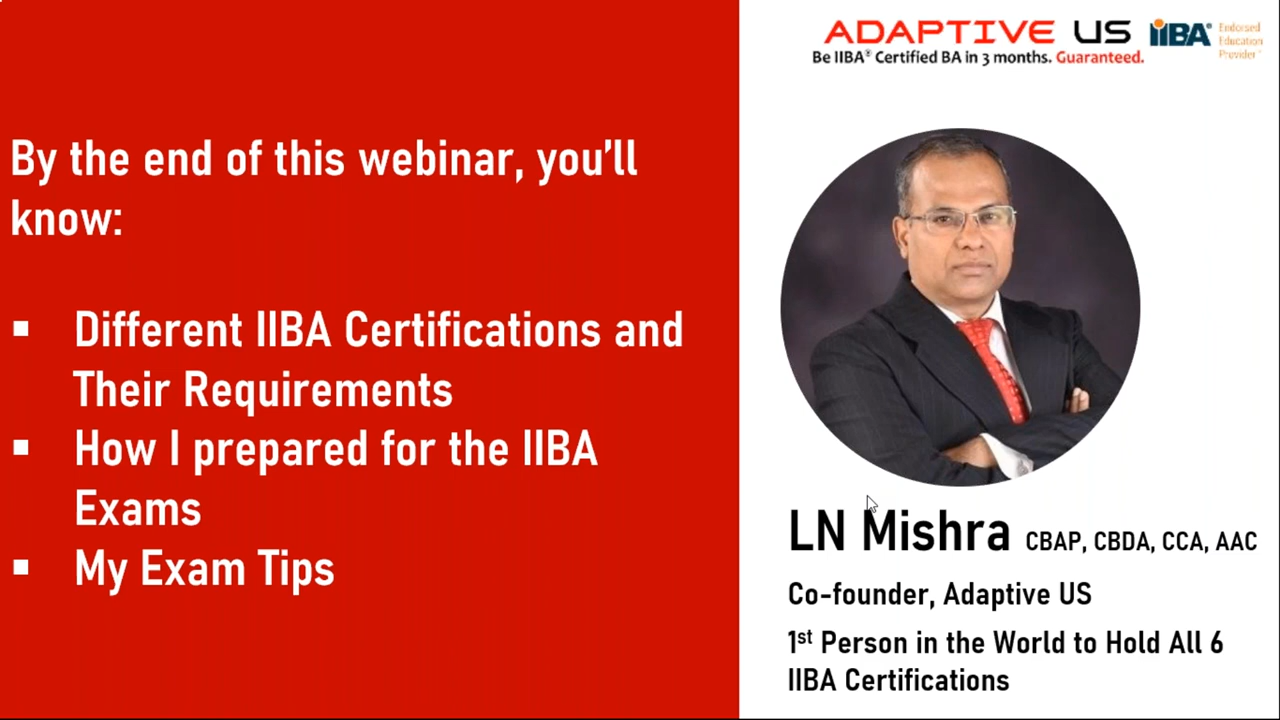 By the end of this webinar, you’ll
know:
▪ Different IIBA Certifications and
Their Requirements
▪ How I prepared for the IIBA
Exams
▪ My Exam Tips
ADAPTIVE US
Be IIBA® Certified BA in 3 months. Guaranteed.
IIBA®
Endorsed
Education
Provider™
LN Mishra CBAP, CBDA, CCA, AAC
Co-founder, Adaptive US
1st Person in the World to Hold All 6
IIBA Certifications